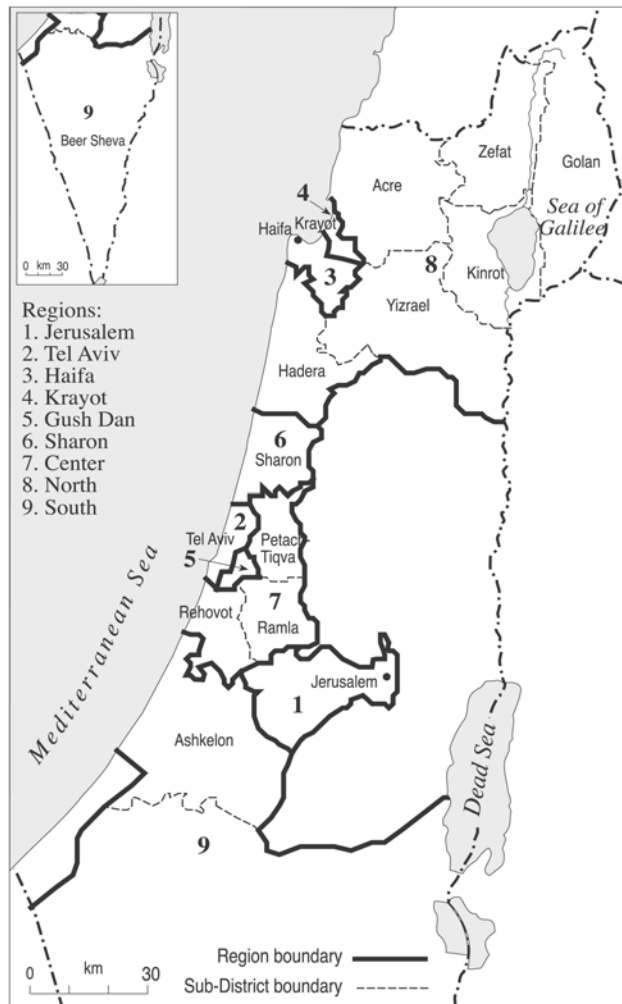 9
Beer Sheva
0 km 30
Zefat
Golan
Acre
4
Krayot
Haifa
Sea of
Galilee
8
Kinrot
3
Yizrael
Regions:
1. Jerusalem
2. Tel Aviv
3. Haifa
4. Krayot
5. Gush Dan
6. Sharon
7. Center
8. North
9. South
Hadera
6
Sharon
2
Tel Aviv
Petach
Tiqva
5
7
Rehovot
Ramla
Mediterranean Sea
Jerusalem
1
Ashkelon
Dead Sea
9
Region boundary
Sub-District boundary
0 km 30